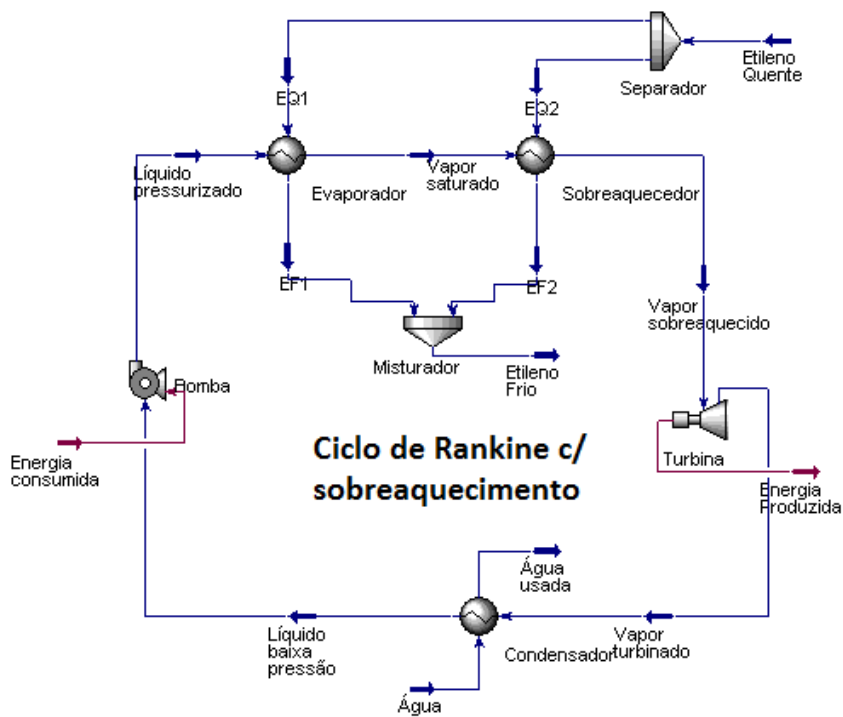 Etileno
Quente
Separador
EQ1
EQ2
Líquido
pressurizado
Evaporador
Vapor
saturado
Sobreaquecedor
EF1
EF2
Vapor
sobreaquecido
Misturador
Etileno
Frio
Bomba
Energia
consumida
Ciclo de Rankine c/
sobreaquecimento
Turbina
Energia
Produzida
Água
usada
Líquido
baixa
pressão
Condensador
Vapor
turbinado
Água